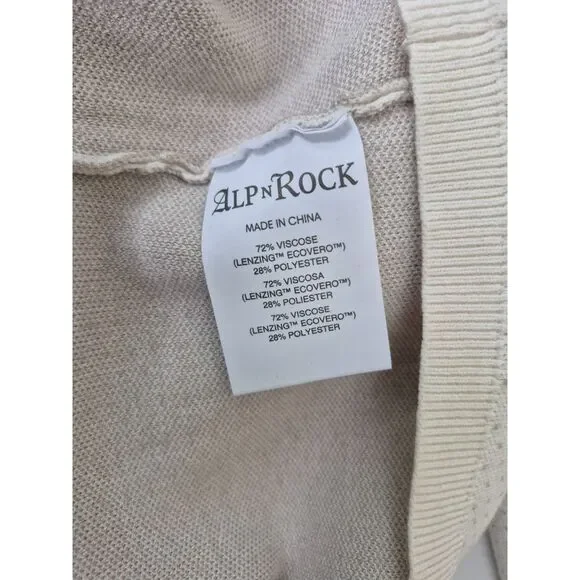 ALPNROCK
MADE IN CHINA
72% VISCOSE
(LENZING™ ECOVERO™)
28% POLYESTER
72% VISCOSA
(LENZING™ ECOVERO™)
28% POLIESTER
72% VISCOSE
(LENZING™ ECOVERO™)
28% POLYESTER